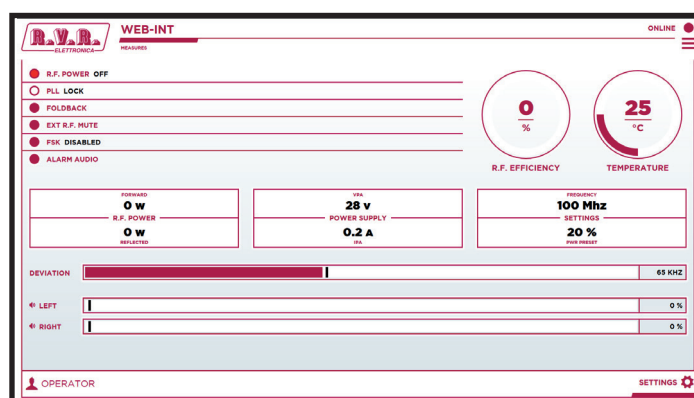 R.V.R.
ELETTRONICA
WEB-INT
MEASURES
ONLINE
R.F. POWER OFF
PLL LOCK
FOLDBACK
EXT R.F. MUTE
FSK DISABLED
ALARM AUDIO
0
%
R.F. EFFICIENCY
25
°C
TEMPERATURE
FORWARD
0 W
R.F. POWER
0 W
REFLECTED
VPA
28 V
POWER SUPPLY
0.2 A
IPA
FREQUENCY
100 Mhz
SETTINGS
20 %
PWR PRESET
DEVIATION 65 KHZ
LEFT 0 %
RIGHT 0 %
OPERATOR
SETTINGS